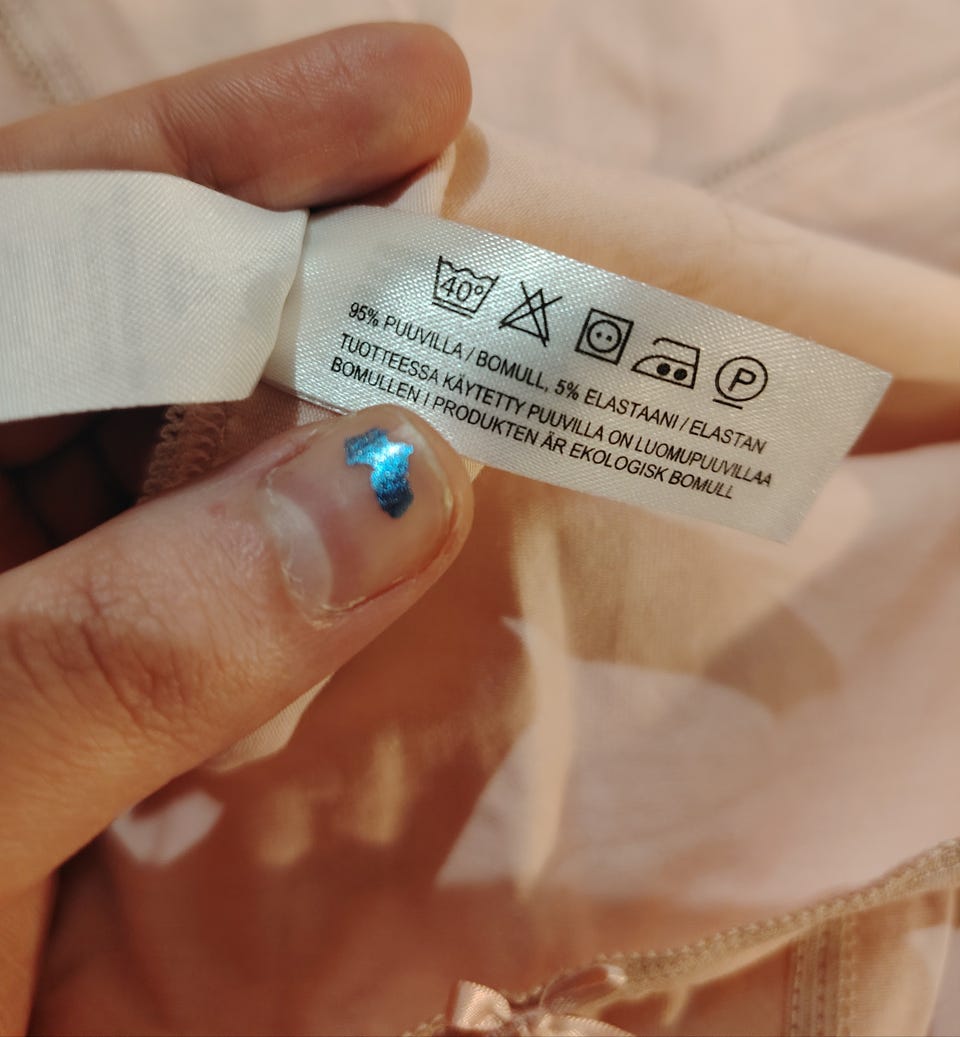 40°
P
95% PUUVILLA / BOMULL, 5% ELASTAANI / ELASTAN
TUOTTEESSA KÄYTETTY PUUVILLA ON LUOMUPUUVILLAA
BOMULLEN I PRODUKTEN ÄR EKOLOGISK BOMULL